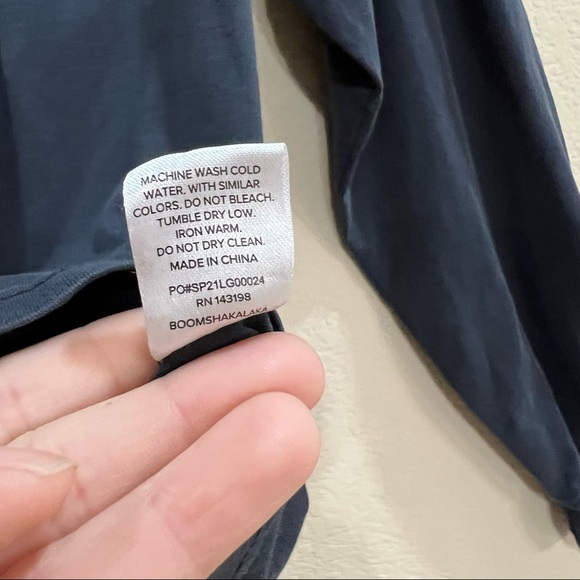 MACHINE WASH COLD
WATER. WITH SIMILAR
COLORS. DO NOT BLEACH.
TUMBLE DRY LOW.
IRON WARM.
DO NOT DRY CLEAN.
MADE IN CHINA
PO#SP21LG00024
RN 143198
BOOMSHAKALAKA